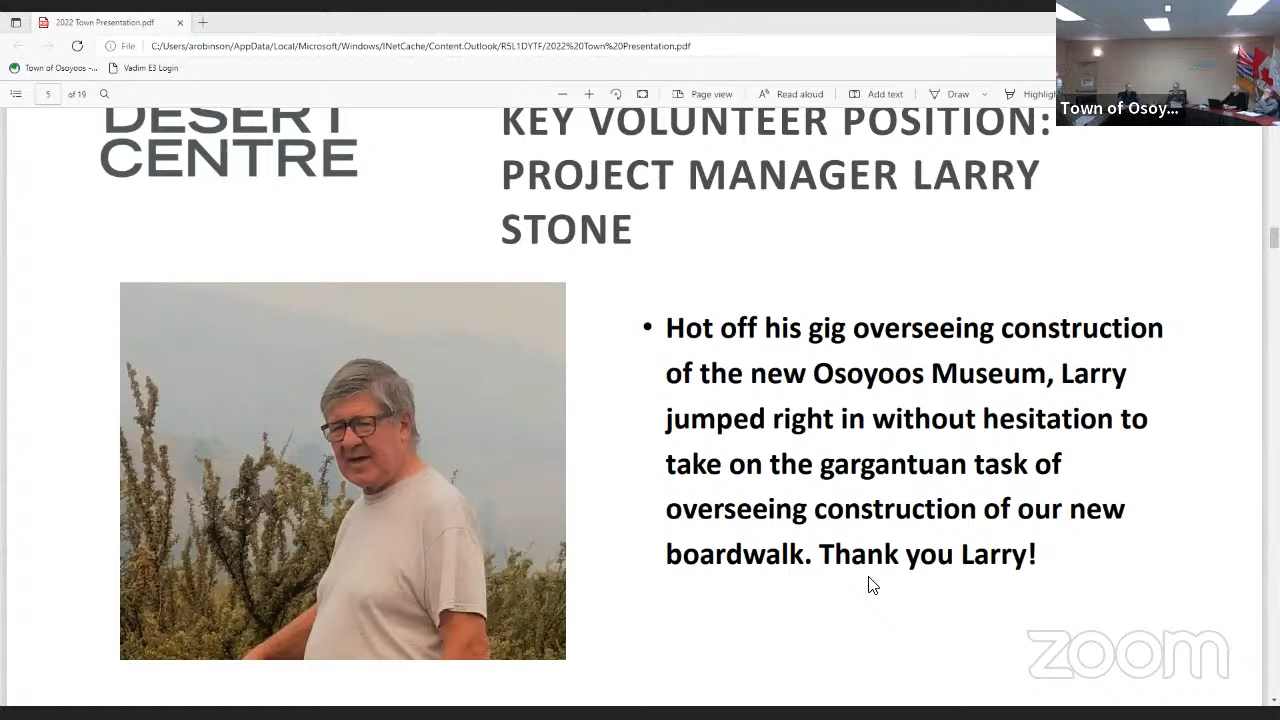 2022 Town Presentation.pdf
File
C:/Users/arobinson/AppData/Local/Microsoft/Windows/INetCache/Content.Outlook/R5L1DYTF/2022%20Town%20Presentation.pdf
Town of Osoyoos -...
Vadim E3 Login
5 of 19
Page view
Read aloud
Add text
Draw
Highlig
Town of Osoy...
DESERT
CENTRE
KEY VOLUNTEER POSITION:
PROJECT MANAGER LARRY
STONE
• Hot off his gig overseeing construction
of the new Osoyoos Museum, Larry
jumped right in without hesitation to
take on the gargantuan task of
overseeing construction of our new
boardwalk. Thank you Larry!
zoom